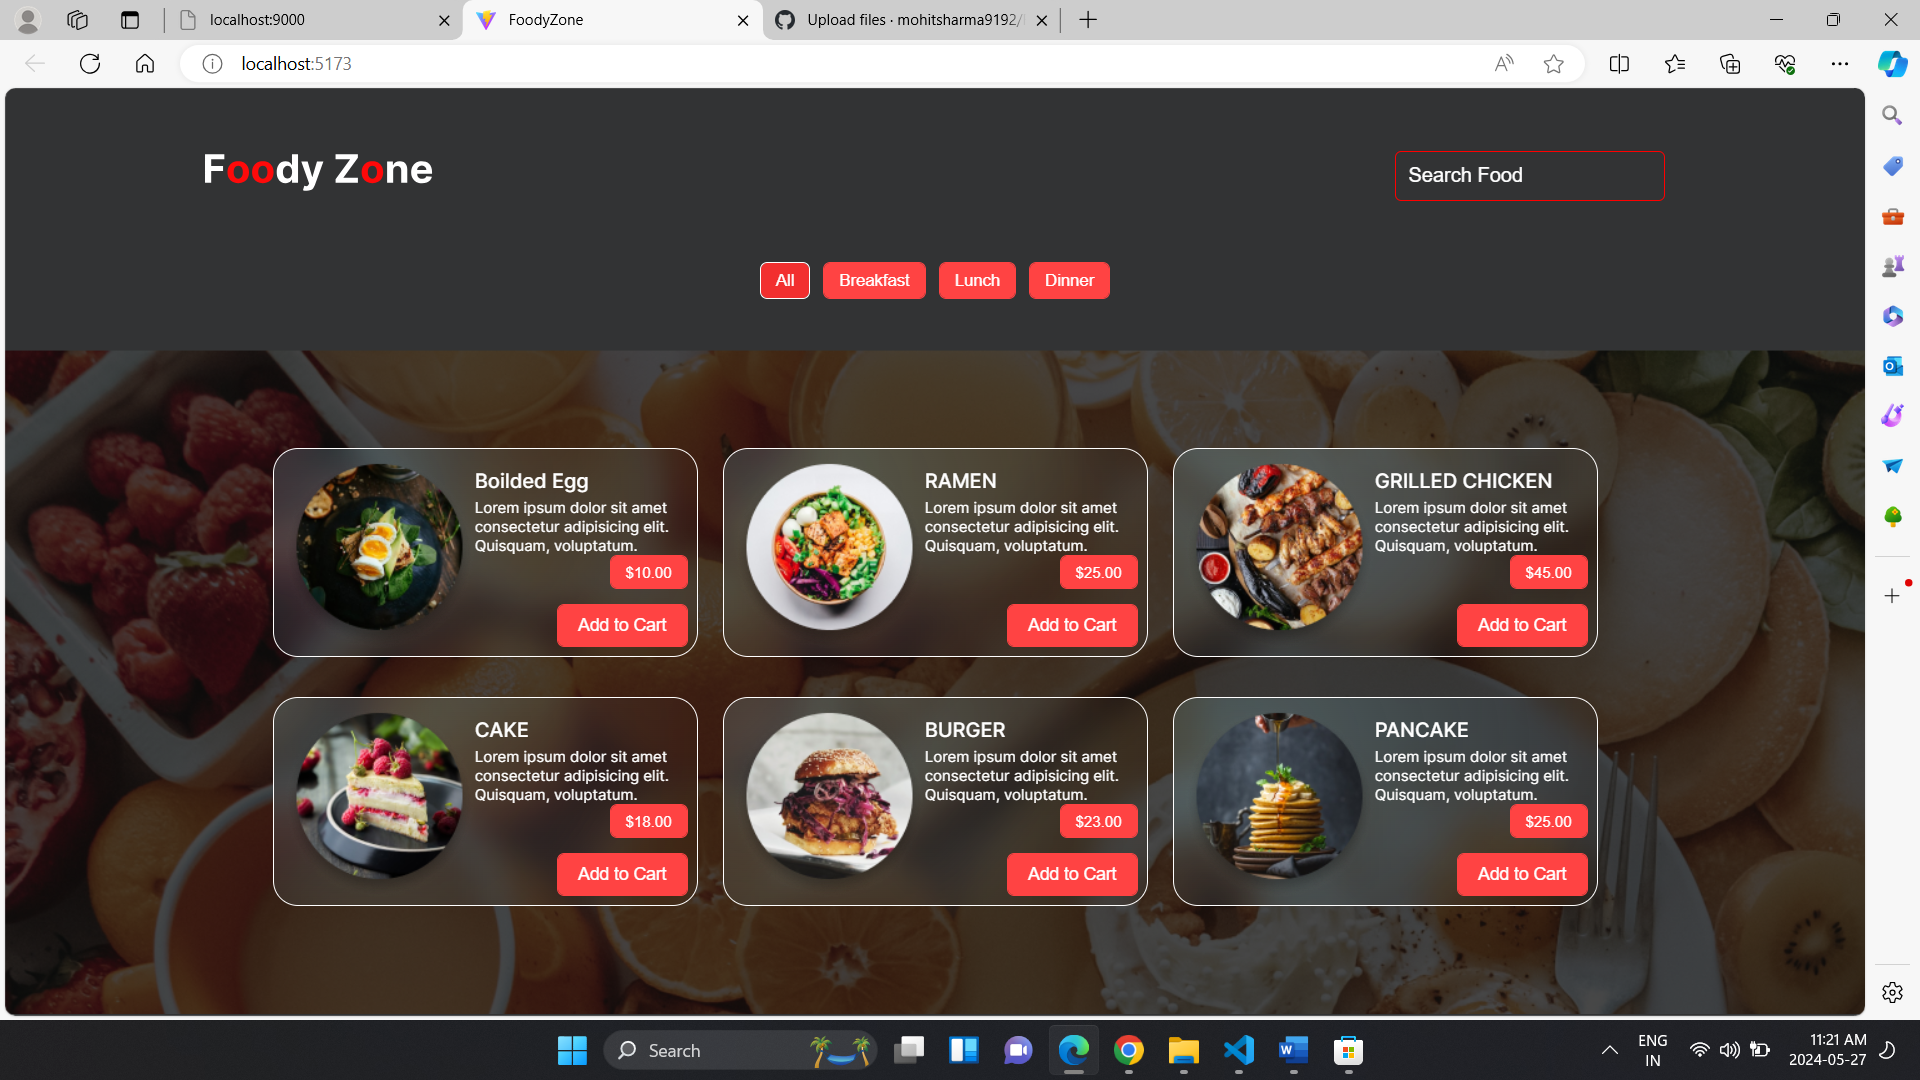 localhost:9000
FoodyZone
Upload files · mohitsharma9192/
localhost:5173
Foody Zone
Search Food
All
Breakfast
Lunch
Dinner
Boilded Egg
Lorem ipsum dolor sit amet
consectetur adipisicing elit.
Quisquam, voluptatum.
$10.00
Add to Cart
RAMEN
Lorem ipsum dolor sit amet
consectetur adipisicing elit.
Quisquam, voluptatum.
$25.00
Add to Cart
GRILLED CHICKEN
Lorem ipsum dolor sit amet
consectetur adipisicing elit.
Quisquam, voluptatum.
$45.00
Add to Cart
CAKE
Lorem ipsum dolor sit amet
consectetur adipisicing elit.
Quisquam, voluptatum.
$18.00
Add to Cart
BURGER
Lorem ipsum dolor sit amet
consectetur adipisicing elit.
Quisquam, voluptatum.
$23.00
Add to Cart
PANCAKE
Lorem ipsum dolor sit amet
consectetur adipisicing elit.
Quisquam, voluptatum.
$25.00
Add to Cart
Search
ENG
IN
11:21 AM
2024-05-27